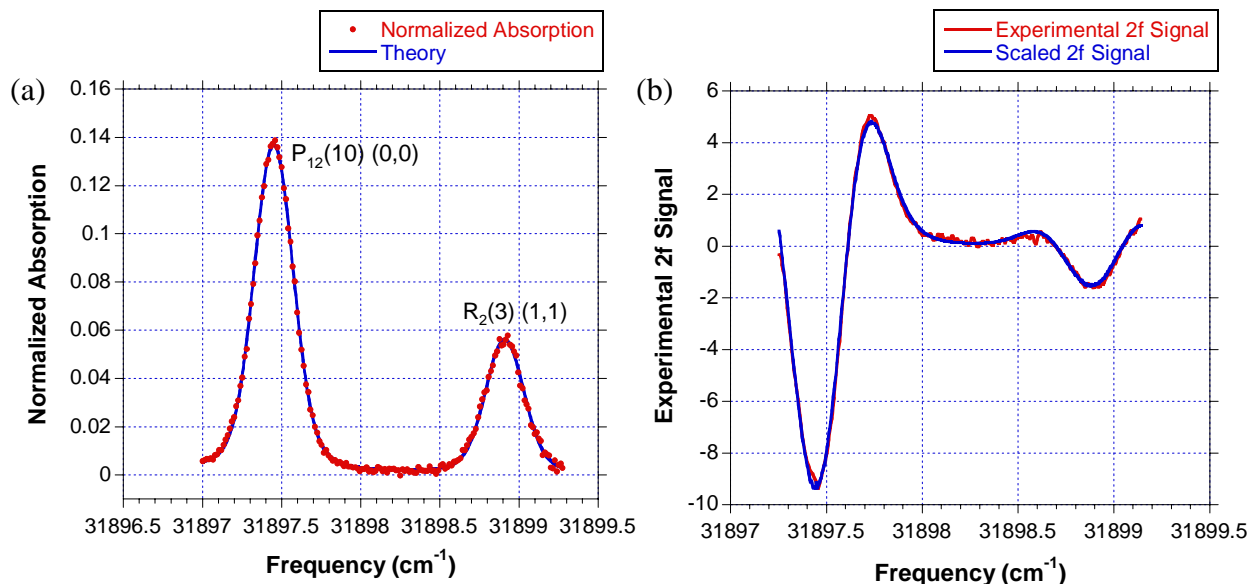 Normalized Absorption
Theory
(a)
0.16
0.14
0.12
0.1
0.08
0.06
0.04
0.02
0
Normalized Absorption
P12(10) (0,0)
R2(3) (1,1)
31896.5 31897 31897.5 31898 31898.5 31899 31899.5
Frequency (cm-1)
Experimental 2f Signal
Scaled 2f Signal
(b)
6
4
2
0
-2
-4
-6
-8
-10
Experimental 2f Signal
31897 31897.5 31898 31898.5 31899 31899.5
Frequency (cm-1)